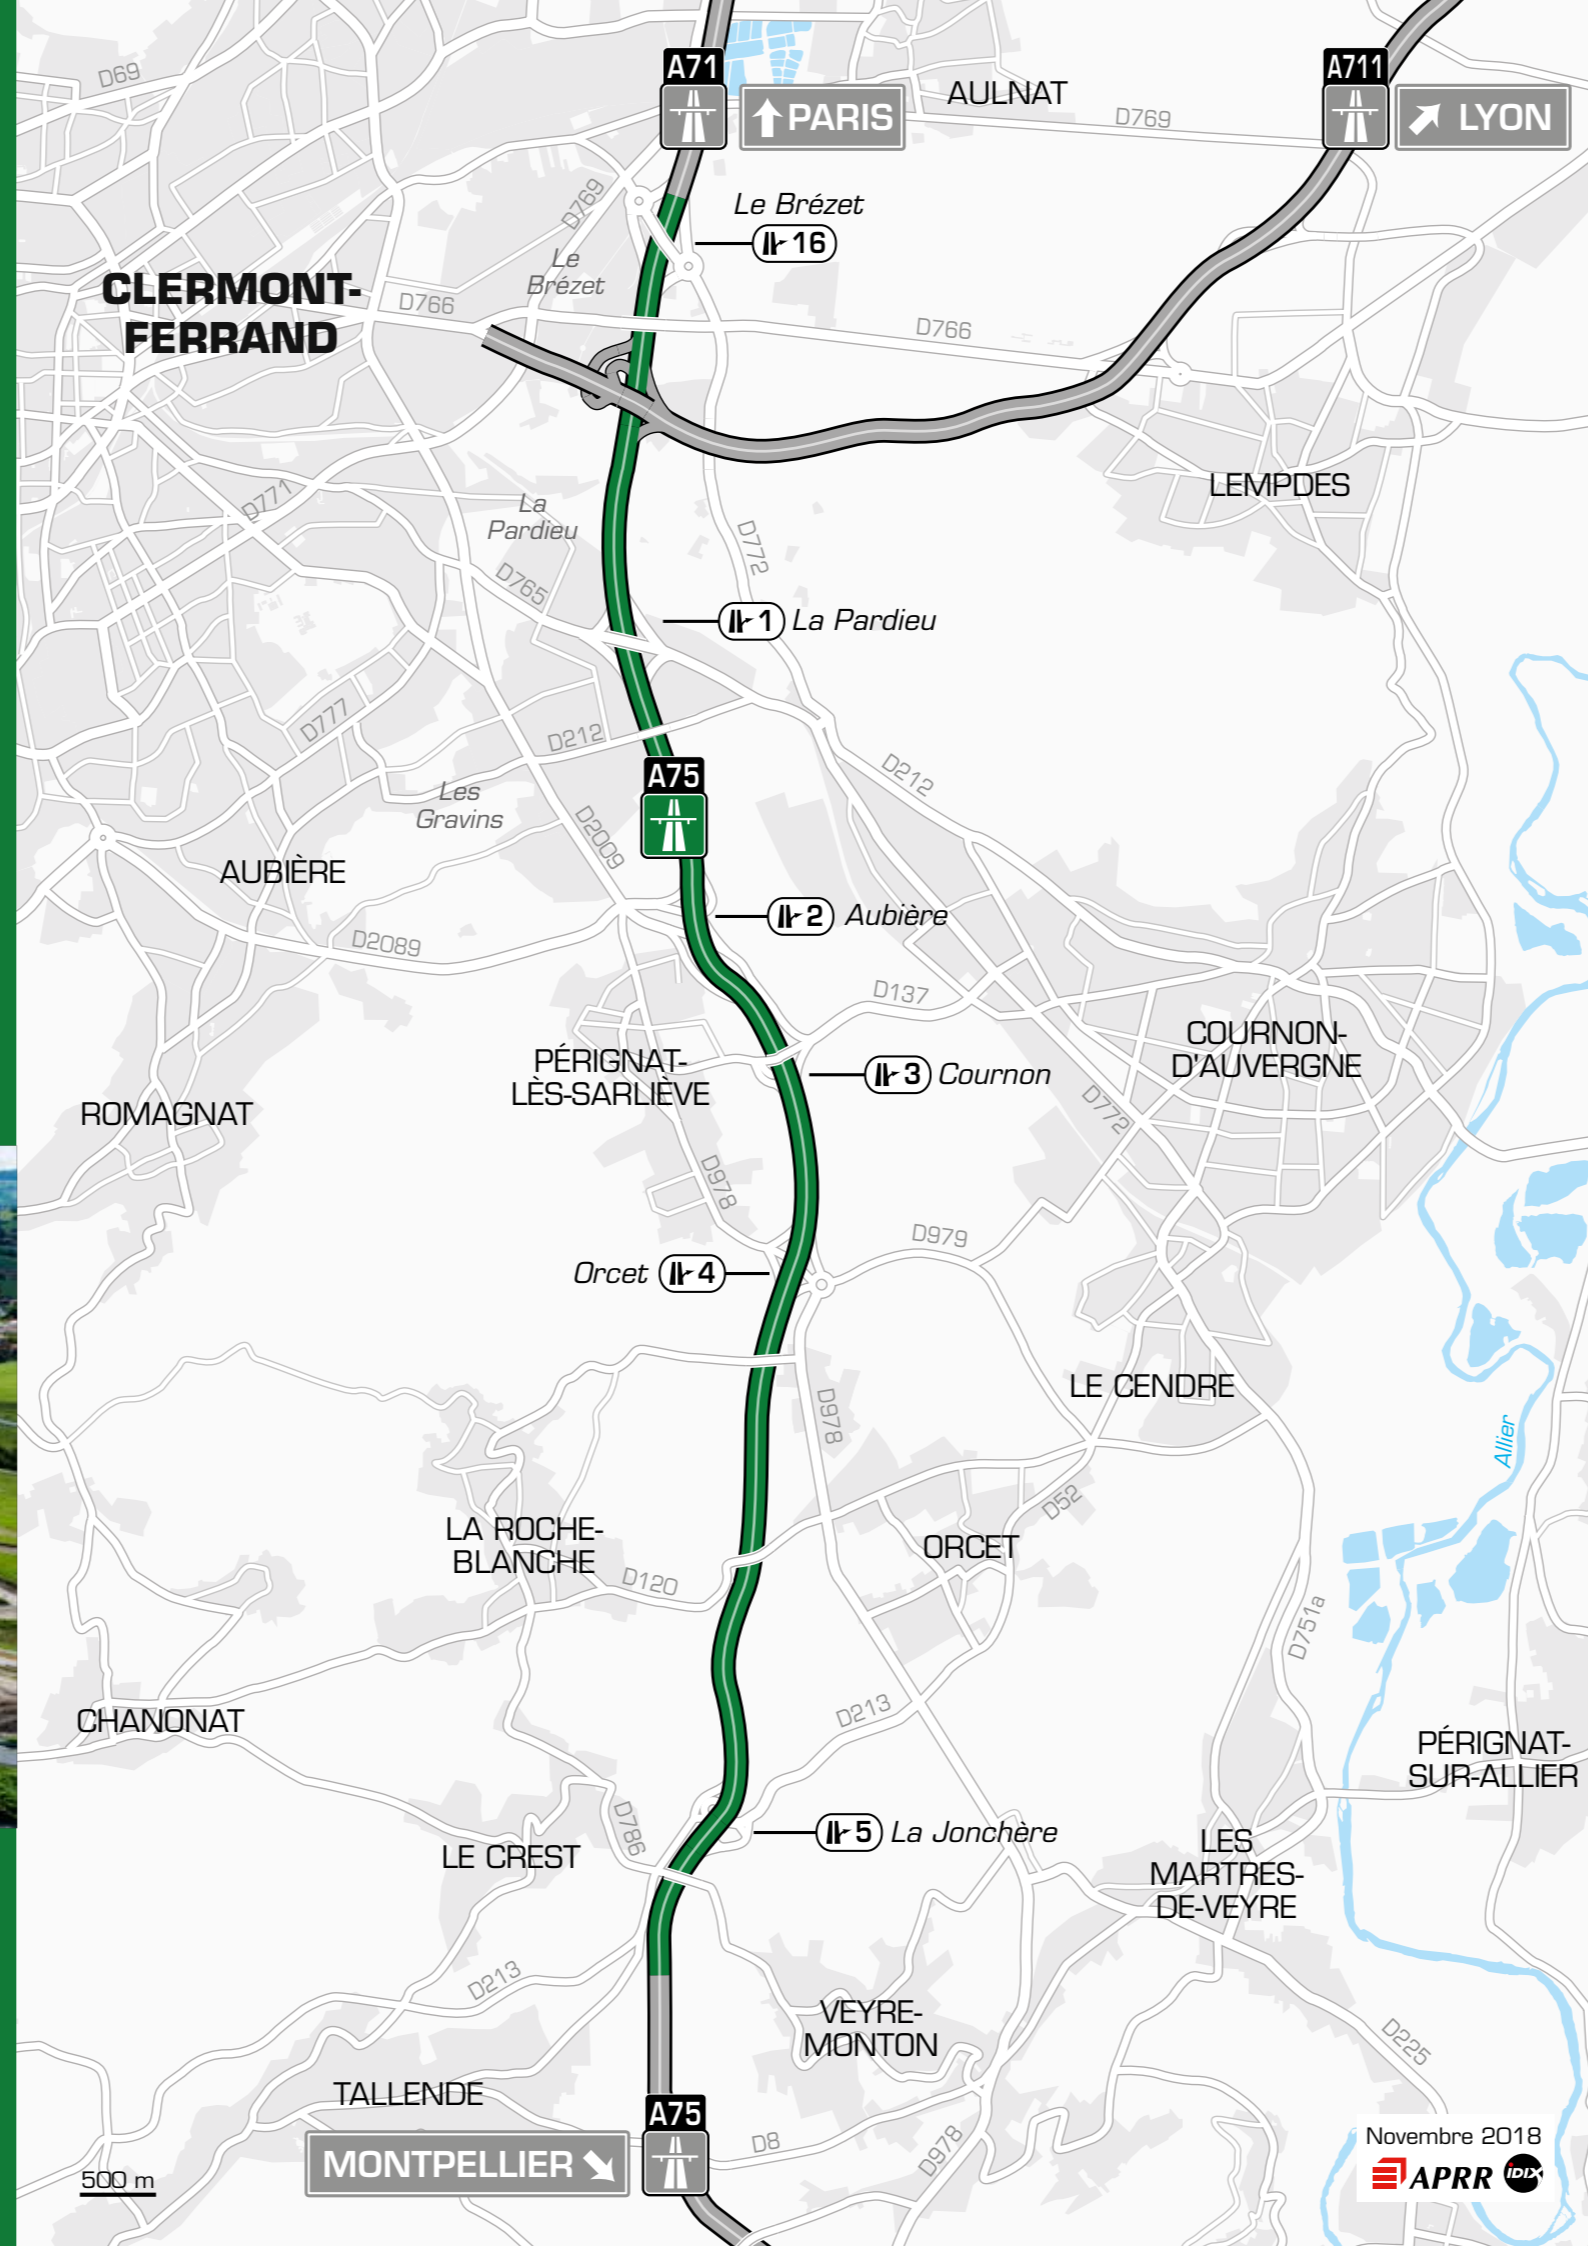 A71
A711
D69
PARIS
AULNAT
D769
LYON
D769
Le Brézet
16
Le
Brézet
CLERMONT-
FERRAND
D766
D766
LEMPDES
D771
La
Pardieu
D772
D765
1 La Pardieu
D777
D212
A75
D212
Les
Gravins
D2009
AUBIÈRE
2 Aubière
D2089
D137
COURNON-
D'AUVERGNE
PÉRIGNAT-
LÈS-SARLIÈVE
3 Cournon
ROMAGNAT
D772
D978
D979
Orcet 4
LE CENDRE
D978
Allier
D52
LA ROCHE-
BLANCHE
ORCET
D120
D751a
D213
CHANONAT
PÉRIGNAT-
SUR-ALLIER
D786
5 La Jonchère
LE CREST
LES
MARTRES-
DE-VEYRE
D213
VEYRE-
MONTON
D225
TALLENDE
A75
D8
D978
MONTPELLIER
500 m
Novembre 2018
APRR iDIX